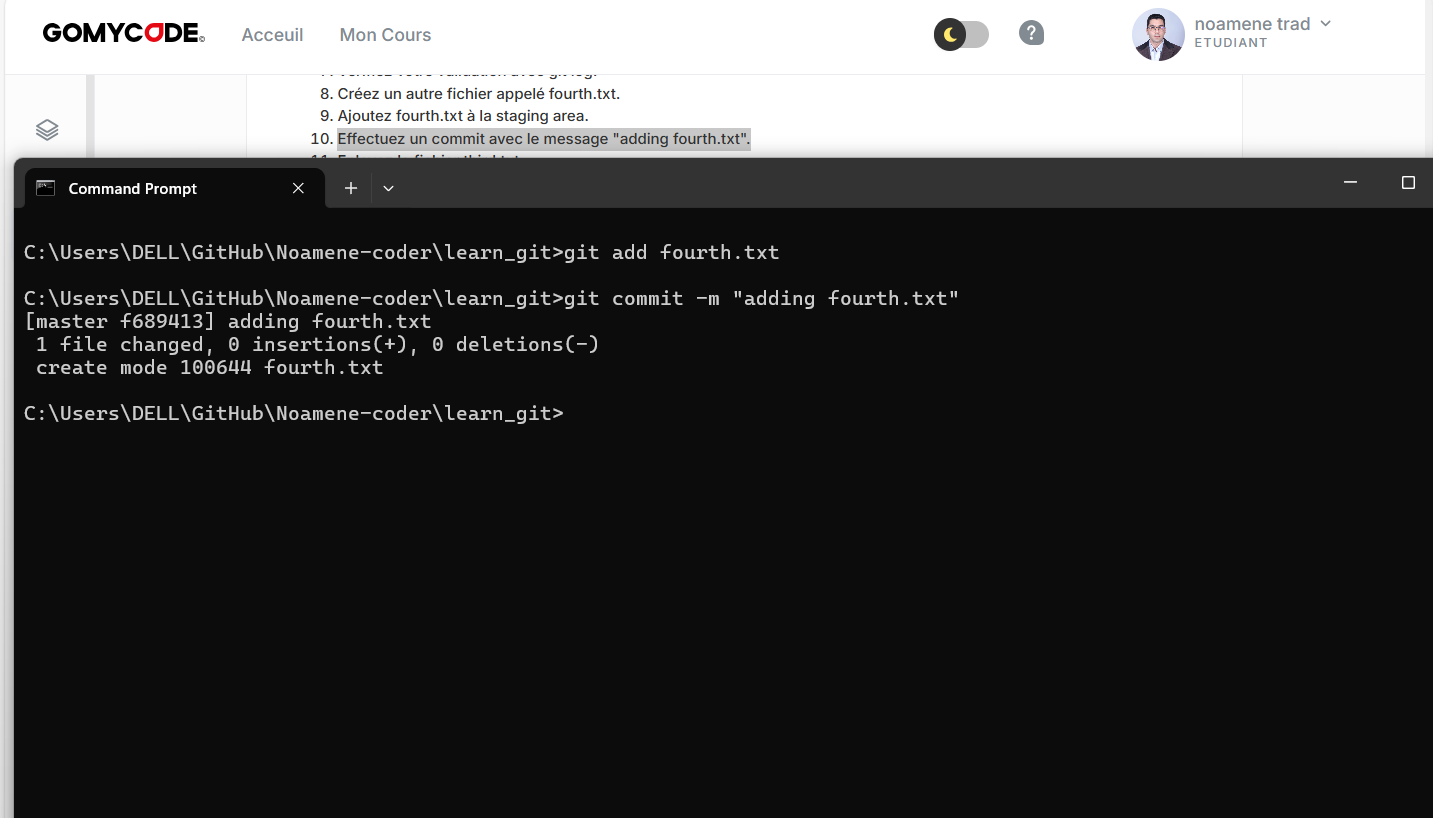 GOMYCODE©
Acceuil
Mon Cours
?
noamene trad
ETUDIANT
8. Créez un autre fichier appelé fourth.txt.
9. Ajoutez fourth.txt à la staging area.
10. Effectuez un commit avec le message "adding fourth.txt".
Command Prompt
C:\Users\DELL\GitHub\Noamene-coder\learn_git>git add fourth.txt
C:\Users\DELL\GitHub\Noamene-coder\learn_git>git commit -m "adding fourth.txt"
[master f689413] adding fourth.txt
1 file changed, 0 insertions(+), 0 deletions(-)
create mode 100644 fourth.txt
C:\Users\DELL\GitHub\Noamene-coder\learn_git>